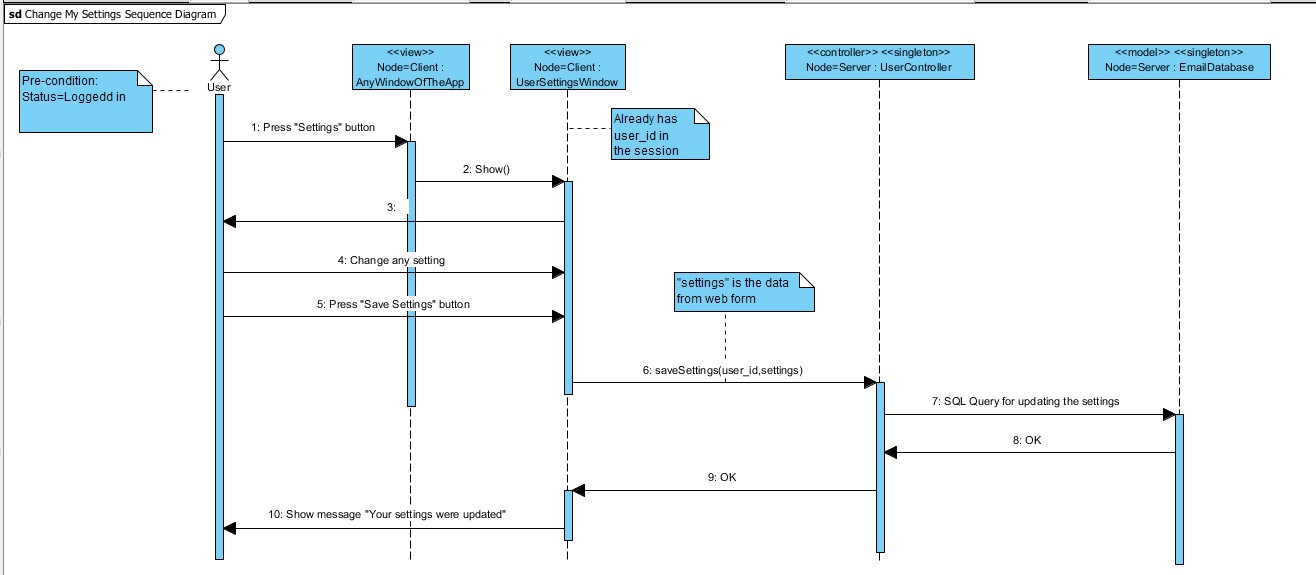 sd Change My Settings Sequence Diagram
Pre-condition:
Status=Loggedd in
User
<<view>>
Node=Client :
AnyWindowOfTheApp
<<view>>
Node=Client :
UserSettingsWindow
<<controller>> <<singleton>>
Node=Server : UserController
<<model>> <<singleton>>
Node=Server : EmailDatabase
Already has
user_id in
the session
1: Press "Settings" button
2: Show()
3:
4: Change any setting
"settings" is the data
from web form
5: Press "Save Settings" button
6: saveSettings(user_id,settings)
7: SQL Query for updating the settings
8: OK
9: OK
10: Show message "Your settings were updated"